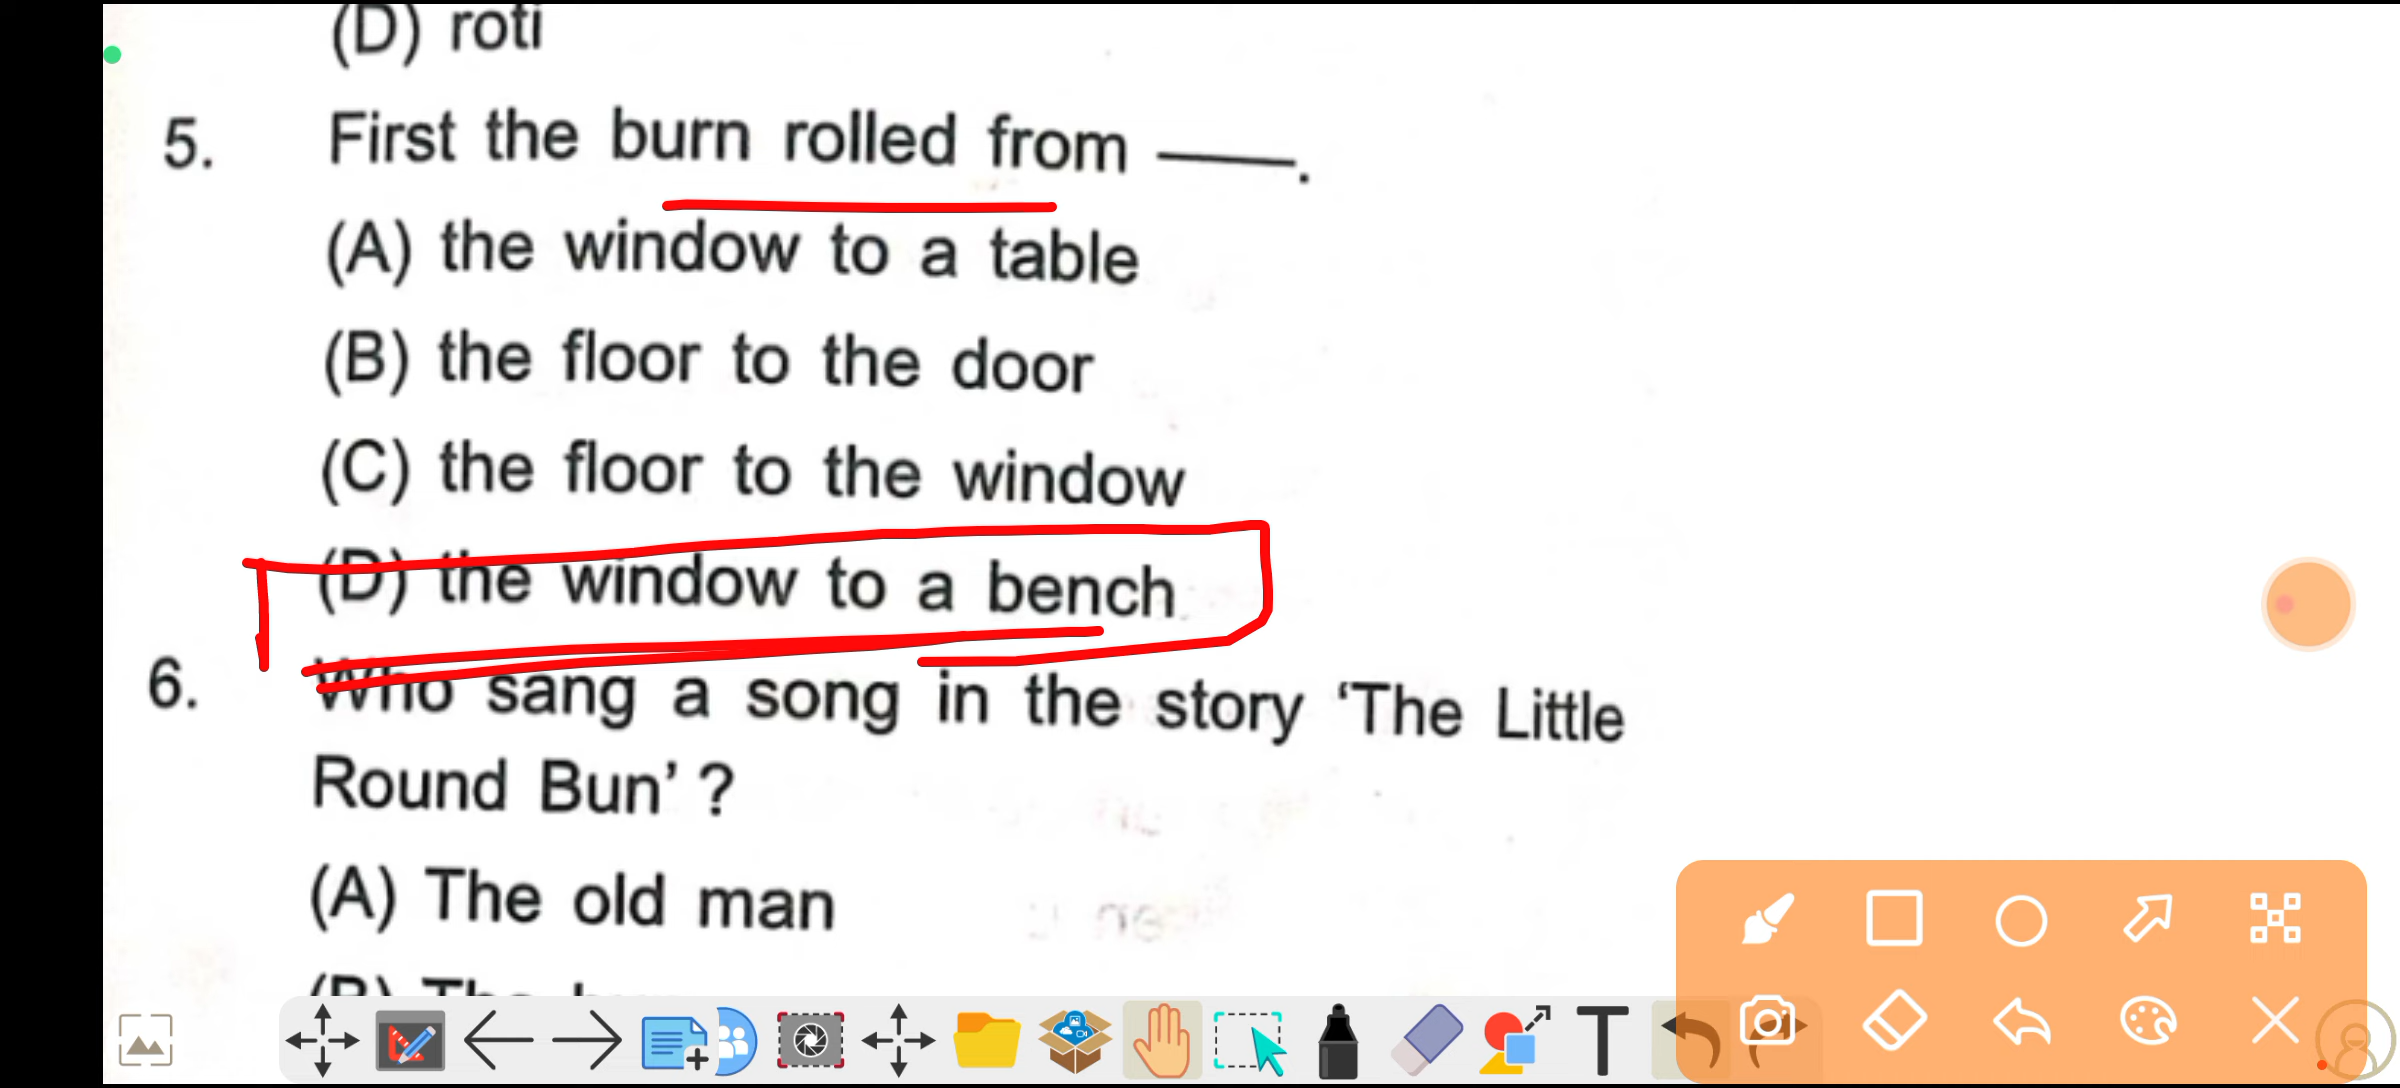 (D) roti
5. First the burn rolled from ——.
(A) the window to a table
(B) the floor to the door
(C) the floor to the window
(D) the window to a bench
6. Who sang a song in the story ‘The Little
Round Bun’ ?
(A) The old man
(B) The